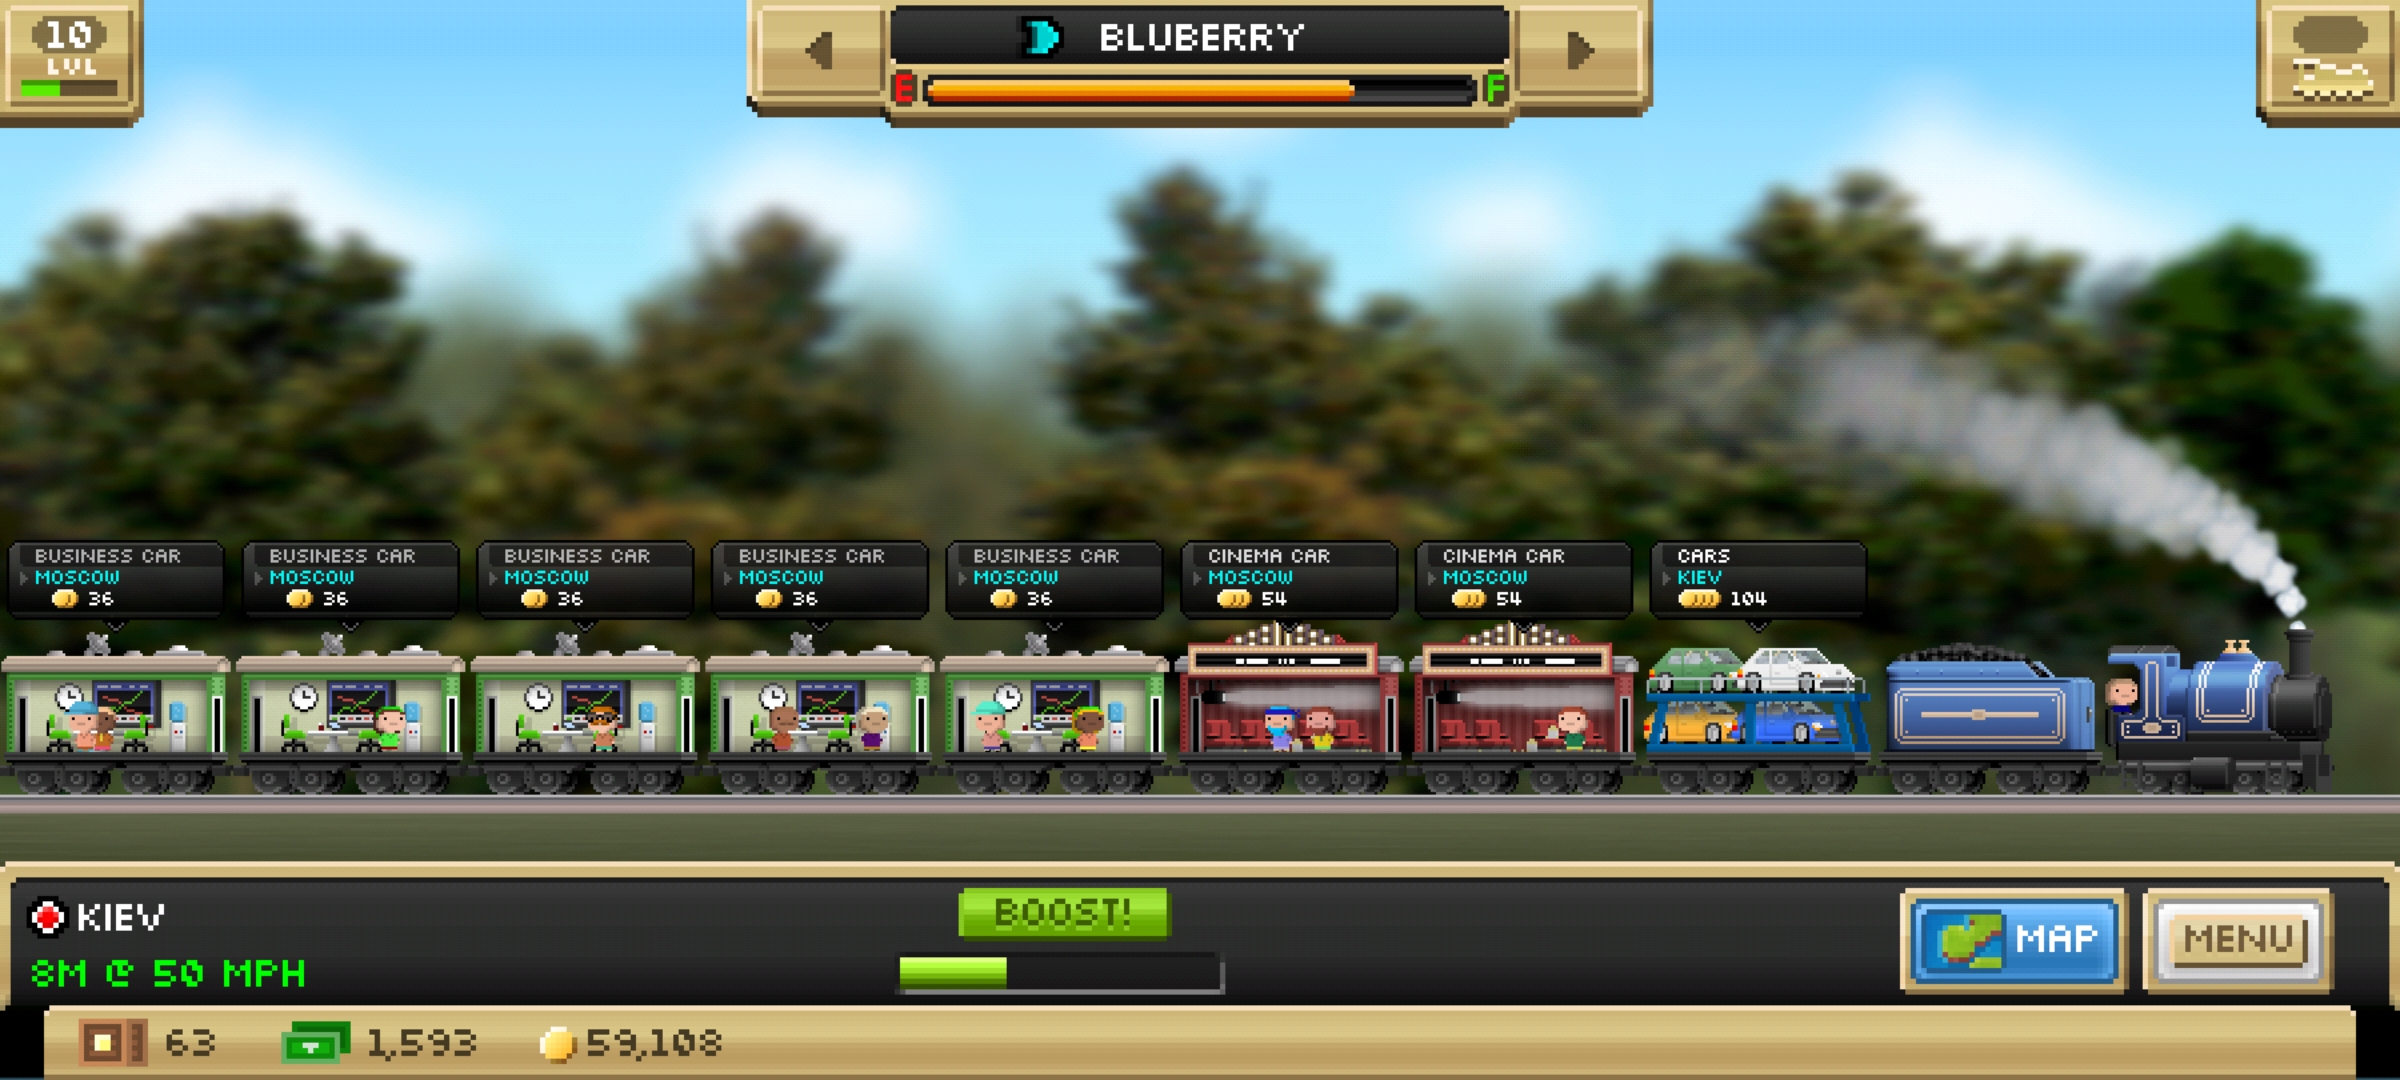 10
LVL
BLUBERRY
E
F
BUSINESS CAR
MOSCOW
36
BUSINESS CAR
MOSCOW
36
BUSINESS CAR
MOSCOW
36
BUSINESS CAR
MOSCOW
36
BUSINESS CAR
MOSCOW
36
CINEMA CAR
MOSCOW
54
CINEMA CAR
MOSCOW
54
CARS
KIEV
104
KIEV
8M @ 50 MPH
BOOST!
MAP
MENU
63
1,593
59,108